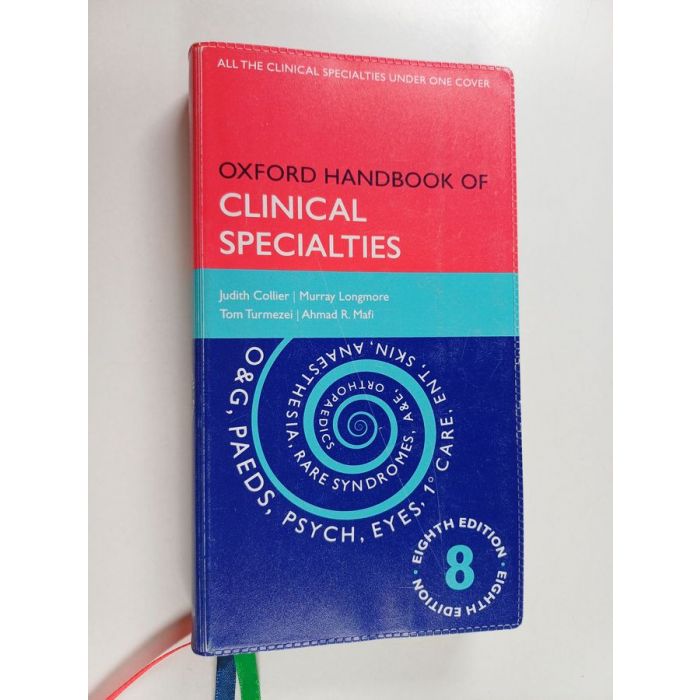 ALL THE CLINICAL SPECIALTIES UNDER ONE COVER
OXFORD HANDBOOK OF
CLINICAL
SPECIALTIES
Judith Collier | Murray Longmore
Tom Turmezei | Ahmad R. Mafi
O&G, PAEDS, PSYCH, EYES, 1° CARE, ENT, SKIN, ANAESTHESIA, RARE SYNDROMES, A&E, ORTHOPAEDICS
EIGHTH EDITION · EIGHTH EDITION ·
8